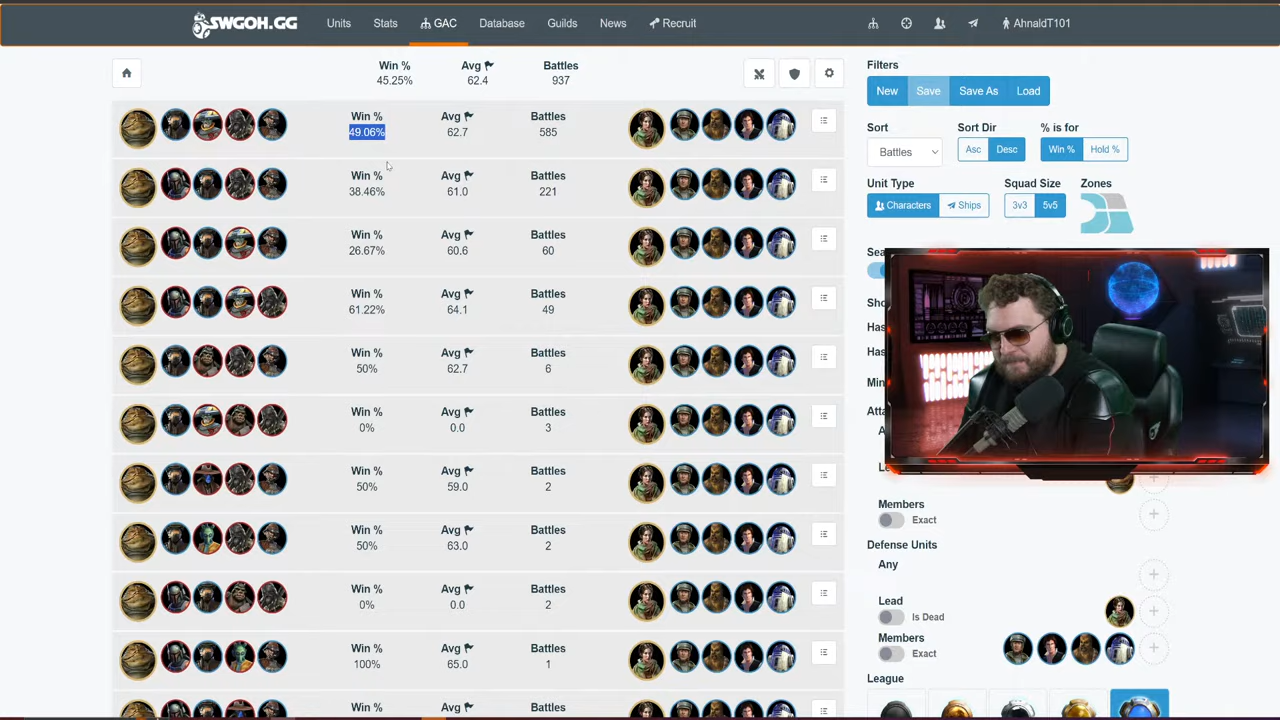 SWGOH.GG Units Stats GAC Database Guilds News Recruit AhnaldT101
Win % Avg Battles
45.25% 62.4 937
Win % Avg Battles
49.06% 62.7 585
Win % Avg Battles
38.46% 61.0 221
Win % Avg Battles
26.67% 60.6 60
Win % Avg Battles
61.22% 64.1 49
Win % Avg Battles
50% 62.7 6
Win % Avg Battles
0% 0.0 3
Win % Avg Battles
50% 59.0 2
Win % Avg Battles
50% 63.0 2
Win % Avg Battles
0% 0.0 2
Win % Avg Battles
100% 65.0 1
Win % Avg Battles
Filters
New Save Save As Load
Sort Sort Dir % is for
Battles Asc Desc Win % Hold %
Unit Type Squad Size Zones
Characters Ships 3v3 5v5
Has
Has
Members
Exact
Defense Units
Any
Lead
Is Dead
Members
Exact
League